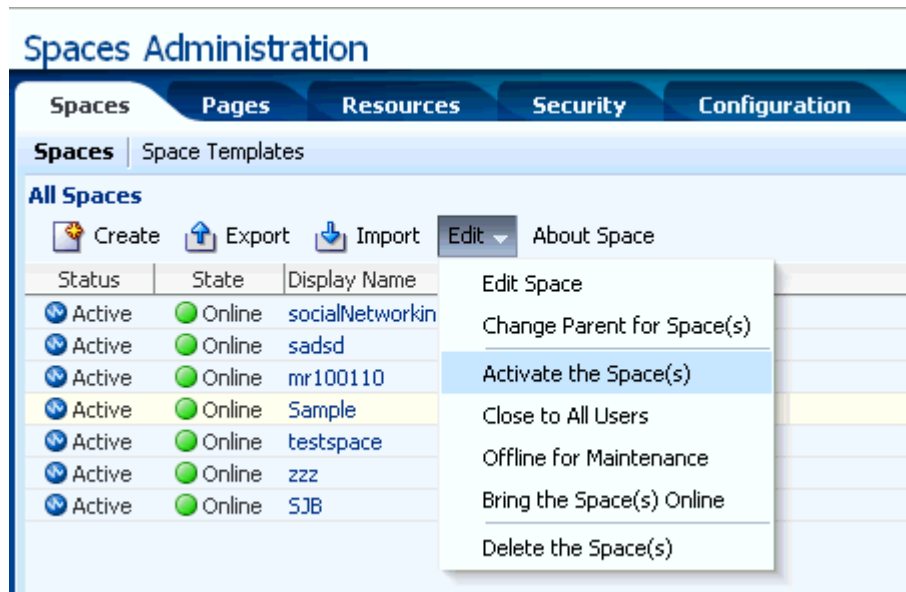 Spaces Administration
Spaces Pages Resources Security Configuration
Spaces Space Templates
All Spaces
Create Export Import Edit About Space
Status State Display Name
Active Online socialNetworkin
Active Online sadsd
Active Online mr100110
Active Online Sample
Active Online testspace
Active Online zzz
Active Online SJB
Edit Space
Change Parent for Space(s)
Activate the Space(s)
Close to All Users
Offline for Maintenance
Bring the Space(s) Online
Delete the Space(s)